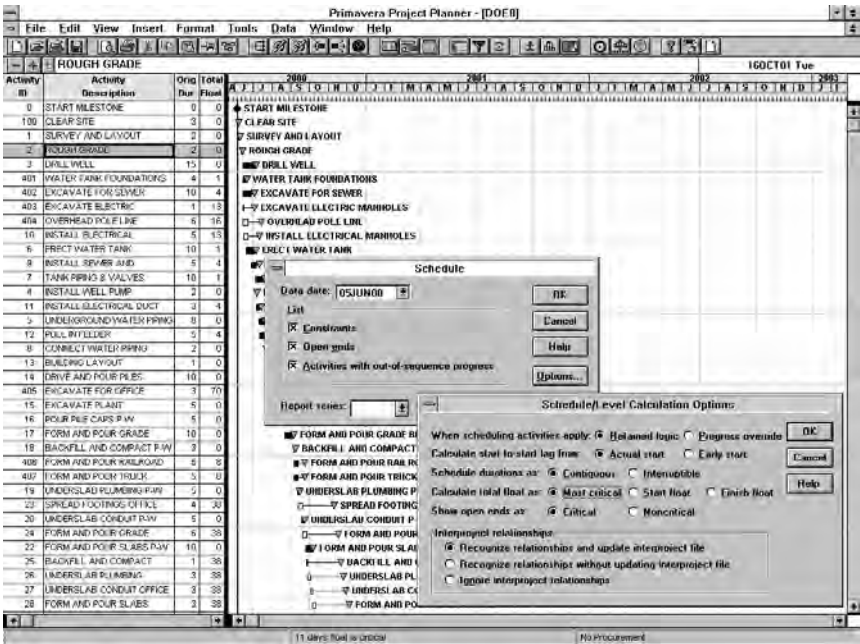 Primavera Project Planner - [DOE8]
File Edit View Insert Format Tools Data Window Help
ROUGH GRADE
16OCT01 Tue
Activity ID
Activity Description
Orig Dur
Total Float
2000 2001 2002 2003
0 START MILESTONE 0 0
100 CLEAR SITE 3 0
1 SURVEY AND LAYOUT 2 0
2 ROUGH GRADE 2 0
3 DRILL WELL 15 0
401 WATER TANK FOUNDATIONS 4 1
402 EXCAVATE FOR SEWER 10 4
403 EXCAVATE ELECTRIC 1 13
404 OVERHEAD POLE LINE 6 16
10 INSTALL ELECTRICAL 5 13
6 ERECT WATER TANK 10 1
9 INSTALL SEWER AND 5 4
7 TANK PIPING & VALVES 10 1
4 INSTALL WELL PUMP 2 0
11 INSTALL ELECTRICAL DUCT 3 4
5 UNDERGROUND WATER PIPING 8 0
12 PULL IN FEEDER 5 4
8 CONNECT WATER PIPING 2 0
13 BUILDING LAYOUT 1 0
14 DRIVE AND POUR PILES 10 0
405 EXCAVATE FOR OFFICE 3 70
15 EXCAVATE PLANT 5 0
16 POUR PILE CAPS P-W 5 0
17 FORM AND POUR GRADE 10 0
18 BACKFILL AND COMPACT P-W 3 0
406 FORM AND POUR RAILROAD 5 8
407 FORM AND POUR TRUCK 5 8
19 UNDERSLAB PLUMBING P-W 5 0
23 SPREAD FOOTINGS OFFICE 4 38
20 UNDERSLAB CONDUIT P-W 5 0
24 FORM AND POUR GRADE 6 38
22 FORM AND POUR SLABS P-W 10 0
25 BACKFILL AND COMPACT 1 38
26 UNDERSLAB PLUMBING 3 38
27 UNDERSLAB CONDUIT OFFICE 3 38
28 FORM AND POUR SLABS 3 38
START MILESTONE
CLEAR SITE
SURVEY AND LAYOUT
ROUGH GRADE
DRILL WELL
WATER TANK FOUNDATIONS
EXCAVATE FOR SEWER
EXCAVATE ELECTRIC MANHOLES
OVERHEAD POLE LINE
INSTALL ELECTRICAL MANHOLES
ERECT WATER TANK
FORM AND POUR GRADE B
BACKFILL AND COMPACT
FORM AND POUR RAIL R
FORM AND POUR TRUCK
UNDERSLAB PLUMBING P
SPREAD FOOTING
UNDERSLAB CONDUIT P
FORM AND POUR
FORM AND POUR SLA
BACKFILL AND
UNDERSLAB PL
UNDERSLAB CO
FORM AND PO
Schedule
Data date: 05JUN00
OK
List
Constraints
Cancel
Open ends
Help
Activities with out-of-sequence progress
Options...
Report series:
Schedule/Level Calculation Options
When scheduling activities apply: Retained logic Progress override
OK
Calculate start-to-start lag from: Actual start Early start
Cancel
Schedule durations as: Contiguous Interruptible
Calculate total float as: Most critical Start float Finish float
Help
Show open ends as: Critical Noncritical
Interproject relationships
Recognize relationships and update interproject file
Recognize relationships without updating interproject file
Ignore interproject relationships
11 days float is critical
No Procurement